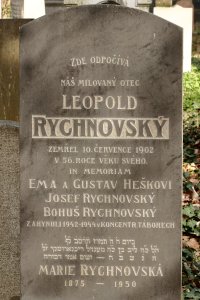 ZDE ODPOČÍVÁ
NÁŠ MILOVANÝ OTEC
LEOPOLD
RYCHNOVSKÝ
ZEMŘEL 10. ČERVENCE 1902
V 56. ROCE VĚKU SVÉHO.
IN MEMORIAM
EMA A GUSTAV HEŠKOVI
JOSEF RYCHNOVSKÝ
BOHUŠ RYCHNOVSKÝ
ZAHYNULI 1942-1944 V KONCENTR. TÁBORECH
MARIE RYCHNOVSKÁ
1875 – 1950